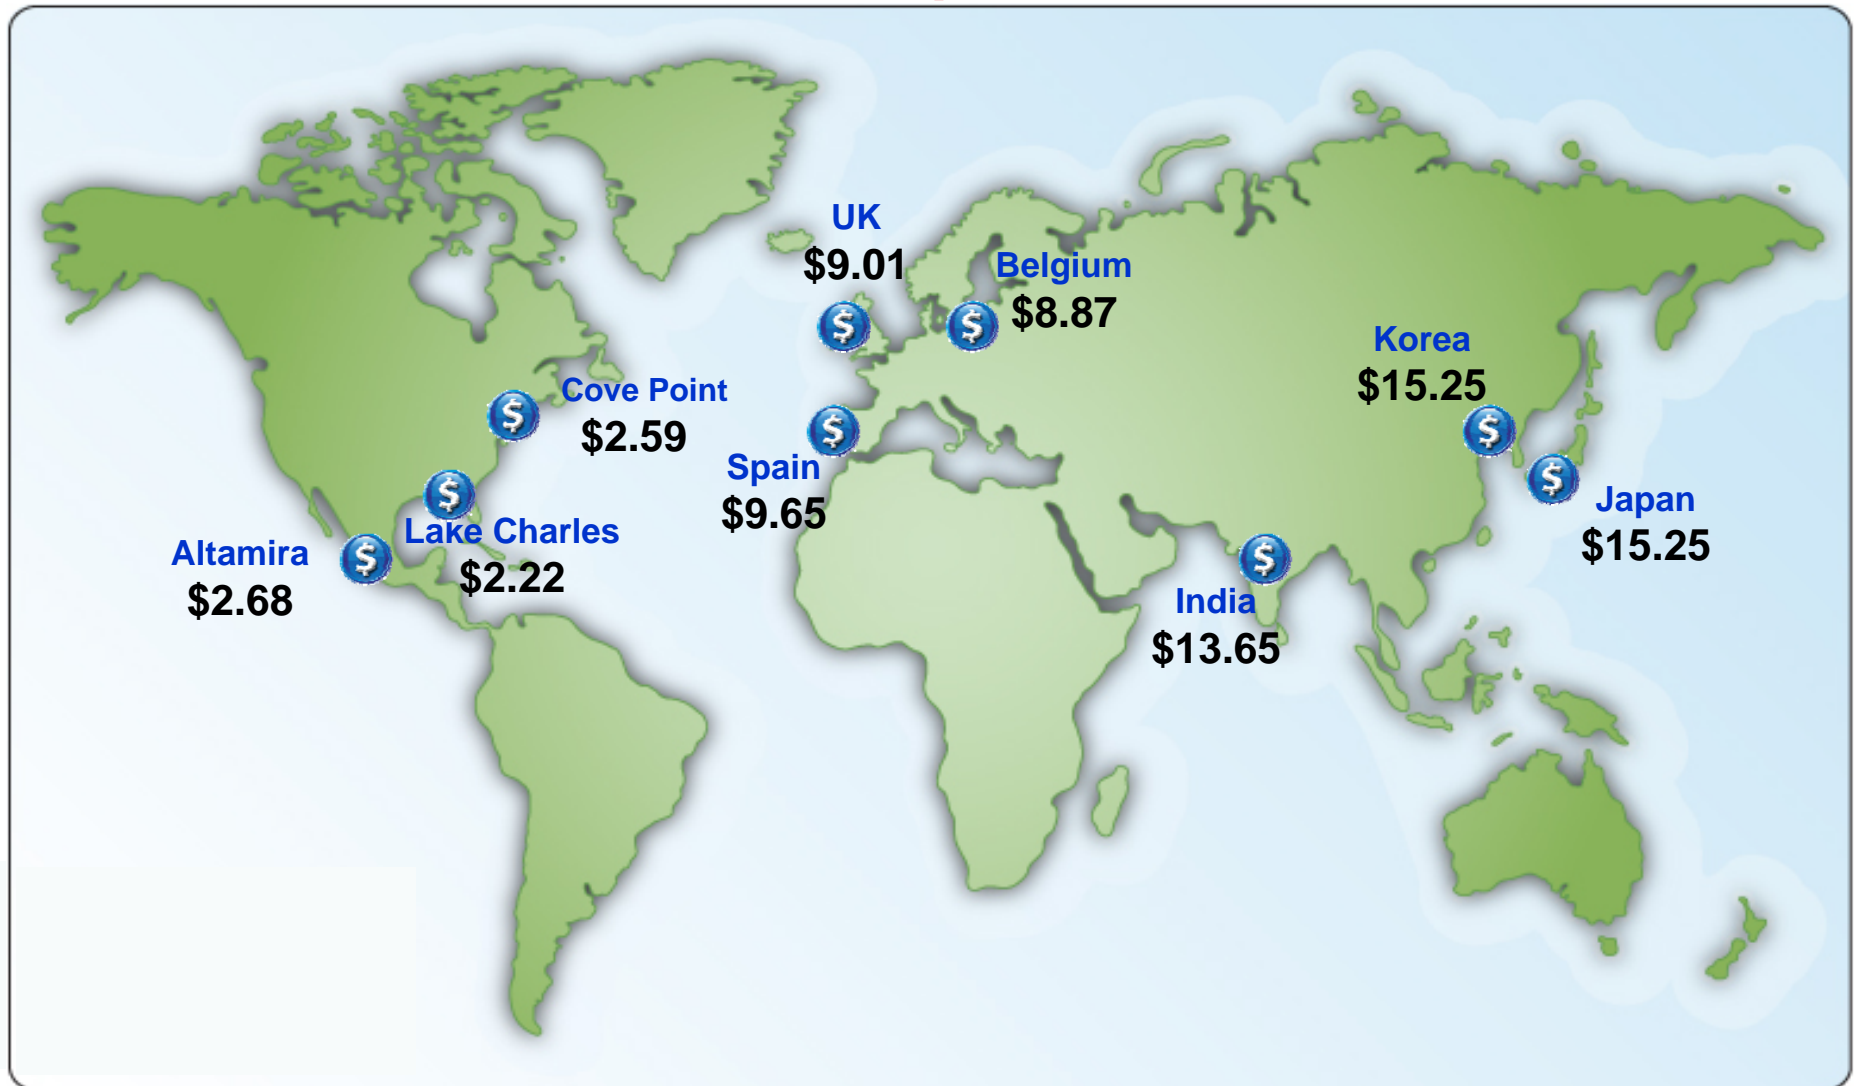 UK
$9.01
Belgium
$8.87
Korea
$15.25
Cove Point
$2.59
Spain
$9.65
Japan
$15.25
Lake Charles
$2.22
Altamira
$2.68
India
$13.65
$
$
$
$
$
$
$
$
$